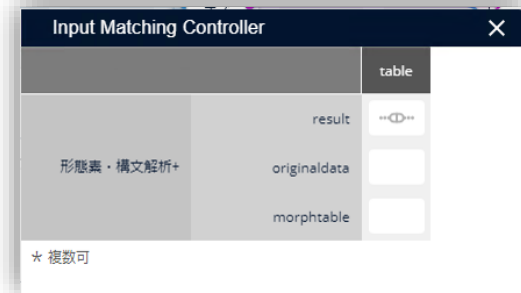 Input Matching Controller
table
形態素・構文解析+
result
originaldata
morphtable
* 複数可